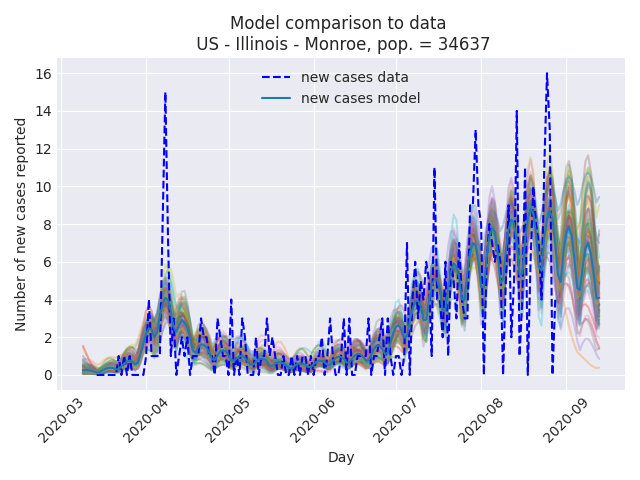 Model comparison to data
US - Illinois - Monroe, pop. = 34637
new cases data
new cases model
Number of new cases reported
16
14
12
10
8
6
4
2
0
2020-03
2020-04
2020-05
2020-06
2020-07
2020-08
2020-09
Day